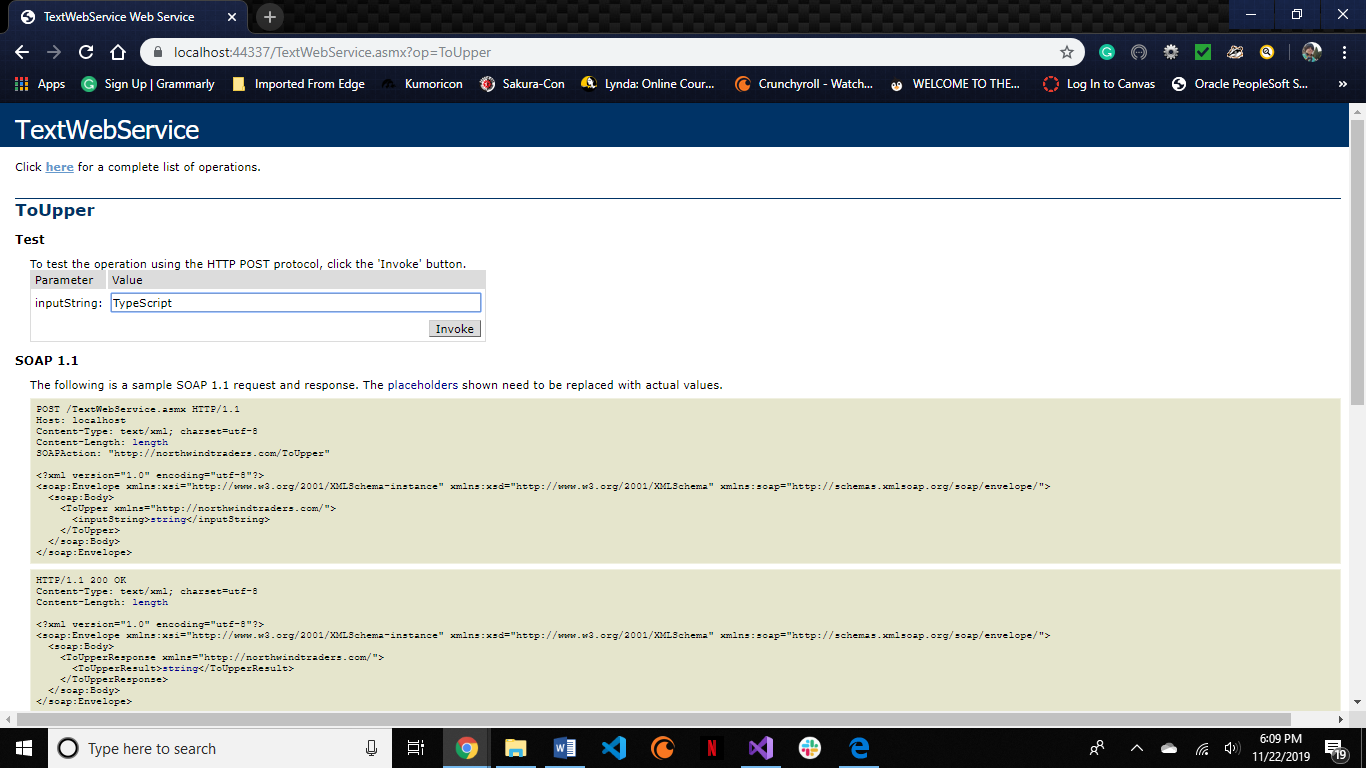 TextWebService Web Service
localhost:44337/TextWebService.asmx?op=ToUpper
Apps Sign Up | Grammarly Imported From Edge Kumoricon Sakura-Con Lynda: Online Cour... Crunchyroll - Watch... WELCOME TO THE... Log In to Canvas Oracle PeopleSoft S... »
TextWebService
Click here for a complete list of operations.
ToUpper
Test
To test the operation using the HTTP POST protocol, click the 'Invoke' button.
Parameter Value
inputString: TypeScript
Invoke
SOAP 1.1
The following is a sample SOAP 1.1 request and response. The placeholders shown need to be replaced with actual values.
POST /TextWebService.asmx HTTP/1.1
Host: localhost
Content-Type: text/xml; charset=utf-8
Content-Length: length
SOAPAction: "http://northwindtraders.com/ToUpper"
<?xml version="1.0" encoding="utf-8"?>
<soap:Envelope xmlns:xsi="http://www.w3.org/2001/XMLSchema-instance" xmlns:xsd="http://www.w3.org/2001/XMLSchema" xmlns:soap="http://schemas.xmlsoap.org/soap/envelope/">
<soap:Body>
<ToUpper xmlns="http://northwindtraders.com/">
<inputString>string</inputString>
</ToUpper>
</soap:Body>
</soap:Envelope>
HTTP/1.1 200 OK
Content-Type: text/xml; charset=utf-8
Content-Length: length
<?xml version="1.0" encoding="utf-8"?>
<soap:Envelope xmlns:xsi="http://www.w3.org/2001/XMLSchema-instance" xmlns:xsd="http://www.w3.org/2001/XMLSchema" xmlns:soap="http://schemas.xmlsoap.org/soap/envelope/">
<soap:Body>
<ToUpperResponse xmlns="http://northwindtraders.com/">
<ToUpperResult>string</ToUpperResult>
</ToUpperResponse>
</soap:Body>
</soap:Envelope>
Type here to search
6:09 PM
11/22/2019
19